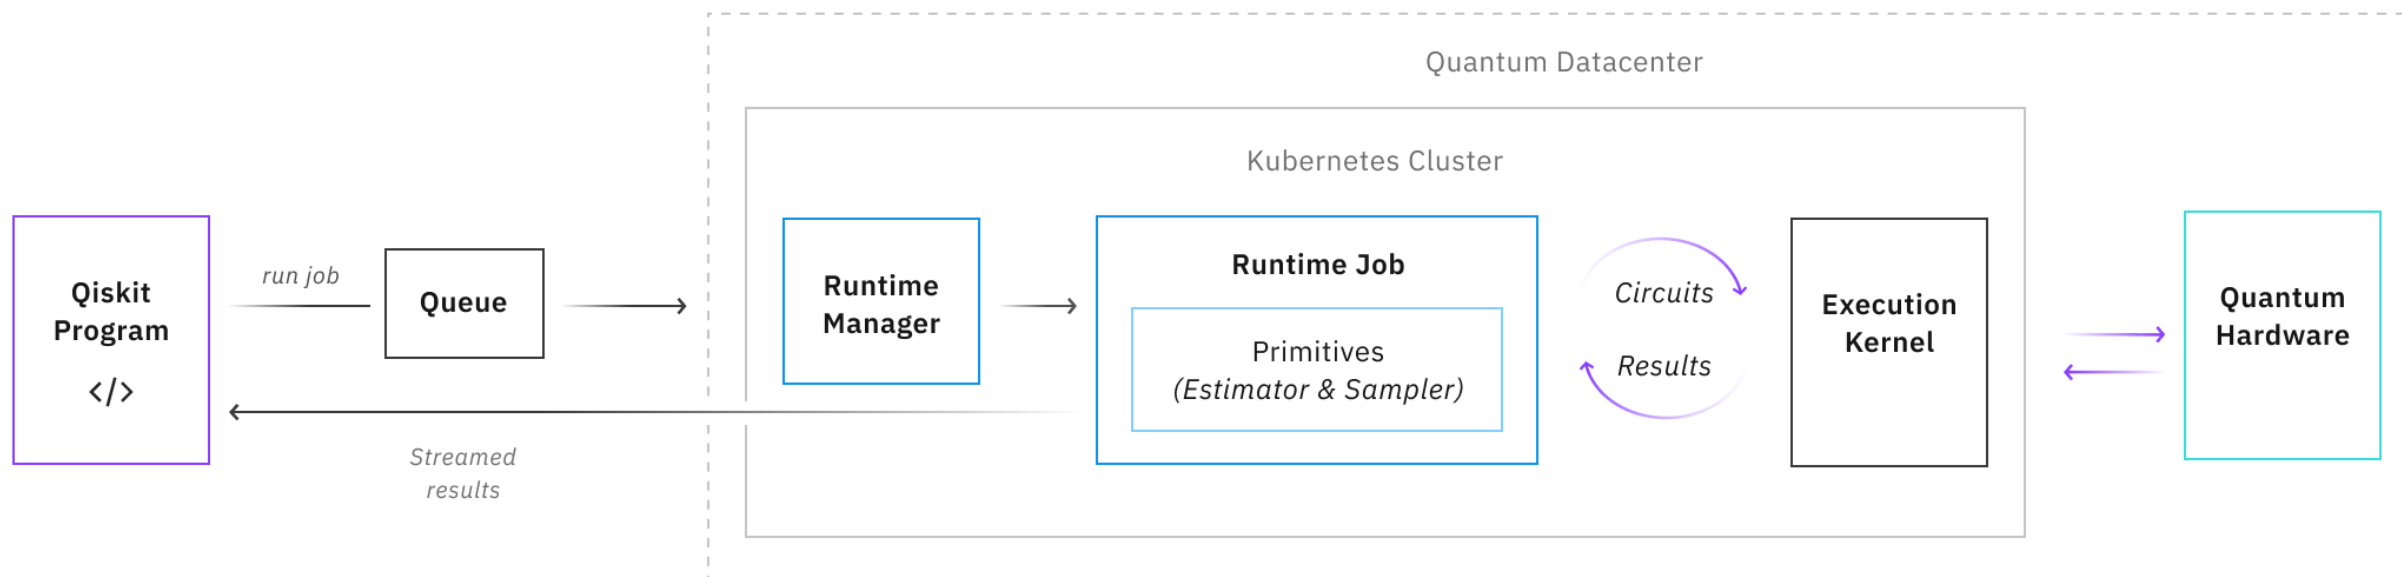 Quantum Datacenter
Kubernetes Cluster
Qiskit
Program
</>
run job
Queue
Streamed
results
Runtime
Manager
Runtime Job
Primitives
(Estimator & Sampler)
Circuits
Results
Execution
Kernel
Quantum
Hardware